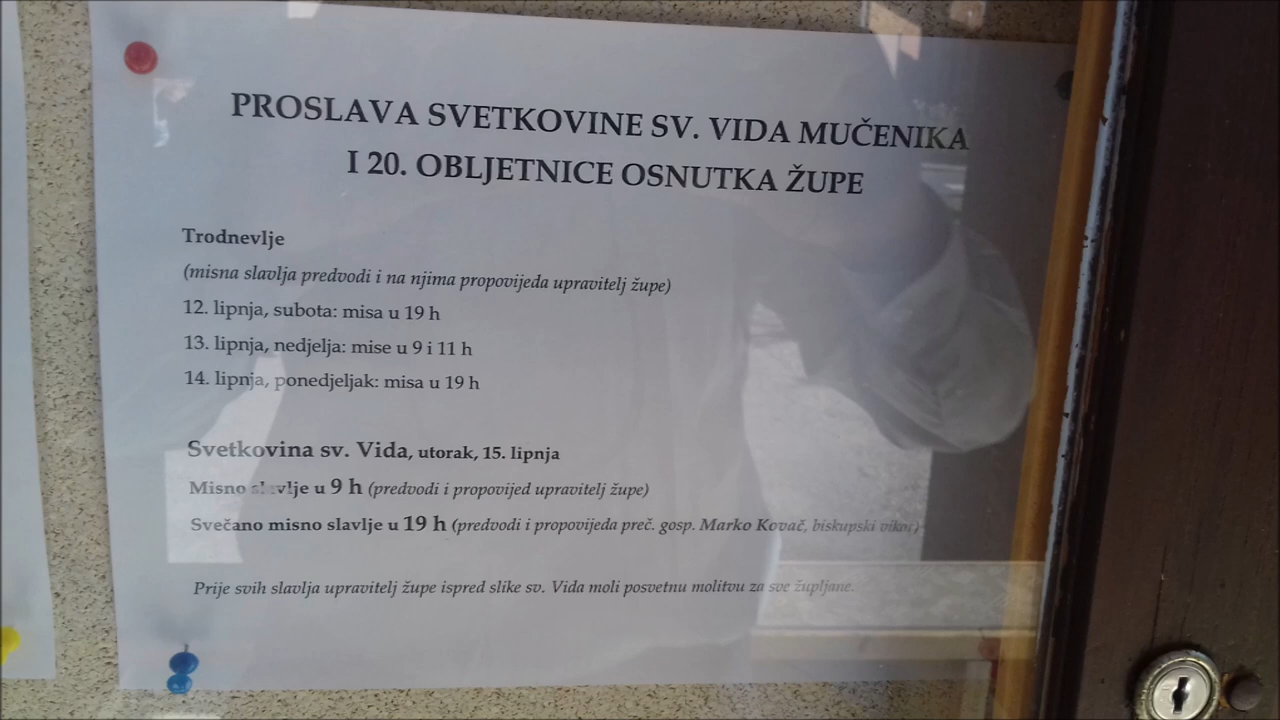 PROSLAVA SVETKOVINE SV. VIDA MUČENIKA
I 20. OBLJETNICE OSNUTKA ŽUPE
Trodnevlje
(misna slavlja predvodi i na njima propovijeda upravitelj župe)
12. lipnja, subota: misa u 19 h
13. lipnja, nedjelja: mise u 9 i 11 h
14. lipnja, ponedjeljak: misa u 19 h
Svetkovina sv. Vida, utorak, 15. lipnja
Misno slavlje u 9 h (predvodi i propovijed upravitelj župe)
Svečano misno slavlje u 19 h (predvodi i propovijeda preč. gosp. Marko Kovač, biskupski vikar)
Prije svih slavlja upravitelj župe ispred slike sv. Vida moli posvetnu molitvu za sve župljane.